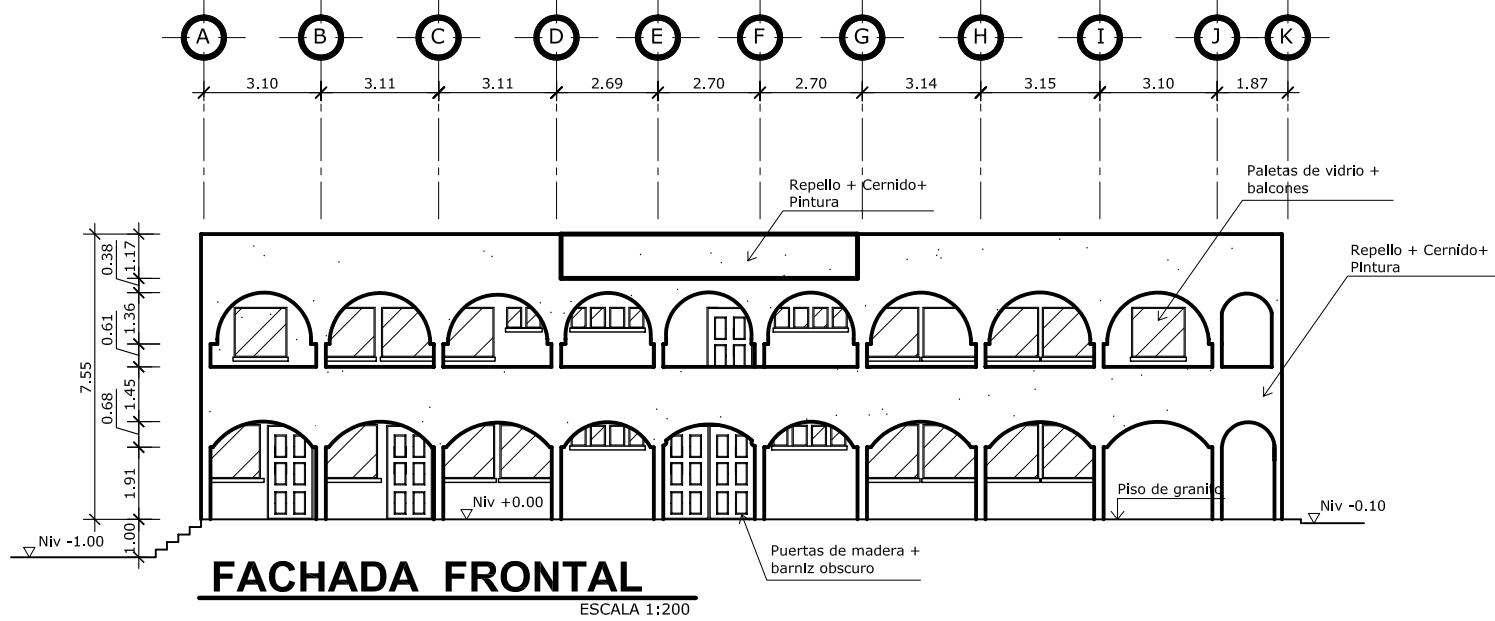 A B C D E F G H I J K
3.10 3.11 3.11 2.69 2.70 2.70 3.14 3.15 3.10 1.87
Paletas de vidrio +
balcones
Repello + Cernido+
Pintura
Repello + Cernido+
Pintura
0.38 1.17
0.61 1.36
7.55
0.68 1.45
1.91
1.00
Niv +0.00
Piso de granito
Niv -0.10
Niv -1.00
Puertas de madera +
barniz obscuro
FACHADA FRONTAL
ESCALA 1:200